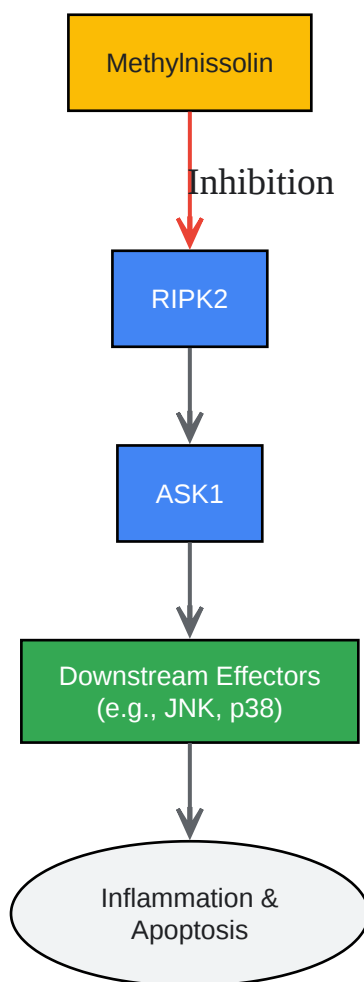 Methylnissolin
Inhibition
RIPK2
ASK1
Downstream Effectors
(e.g., JNK, p38)
Inflammation &
Apoptosis